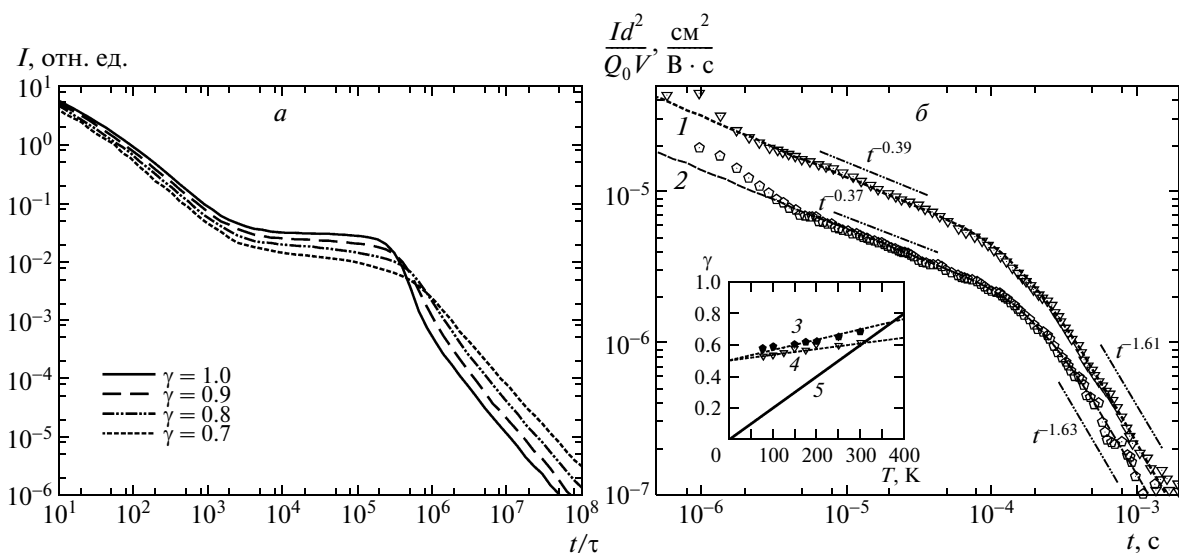 I, отн. ед.
10^1
10^0
10^{-1}
10^{-2}
10^{-3}
10^{-4}
10^{-5}
10^{-6}
а
γ = 1.0
γ = 0.9
γ = 0.8
γ = 0.7
10^1 10^2 10^3 10^4 10^5 10^6 10^7 10^8
t/τ
Id^2/Q_0V, см^2/В · с
10^{-5}
10^{-6}
10^{-7}
б
1
2
t^{-0.39}
t^{-0.37}
t^{-1.61}
t^{-1.63}
γ
1.0
0.8
0.6
0.4
0.2
3
4
5
0 100 200 300 400
T, K
10^{-6} 10^{-5} 10^{-4} 10^{-3}
t, с